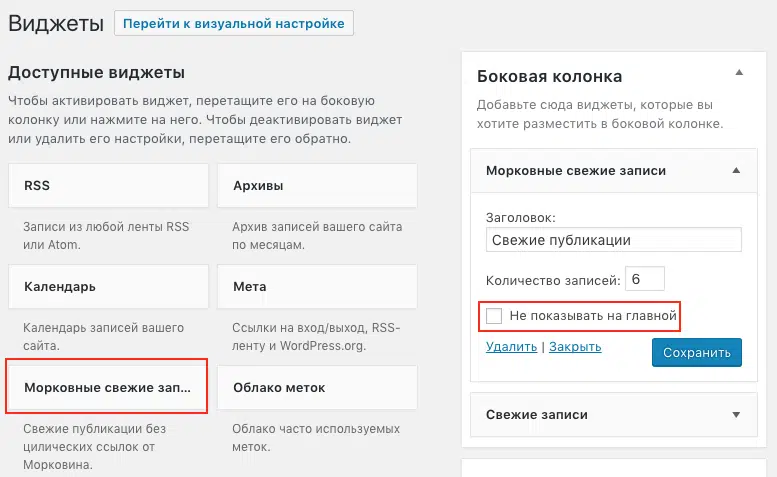 Виджеты
Перейти к визуальной настройке
Доступные виджеты
Чтобы активировать виджет, перетащите его на боковую
колонку или нажмите на него. Чтобы деактивировать виджет
или удалить его настройки, перетащите его обратно.
RSS
Архивы
Записи из любой ленты RSS
или Atom.
Архив записей вашего сайта
по месяцам.
Календарь
Мета
Календарь записей вашего
сайта.
Ссылки на вход/выход, RSS-
ленту и WordPress.org.
Морковные свежие зап...
Облако меток
Свежие публикации без
цилических ссылок от
Морковина.
Облако часто используемых
меток.
Боковая колонка
Добавьте сюда виджеты, которые вы
хотите разместить в боковой колонке.
Морковные свежие записи
Заголовок:
Свежие публикации
Количество записей: 6
Не показывать на главной
Удалить | Закрыть
Сохранить
Свежие записи